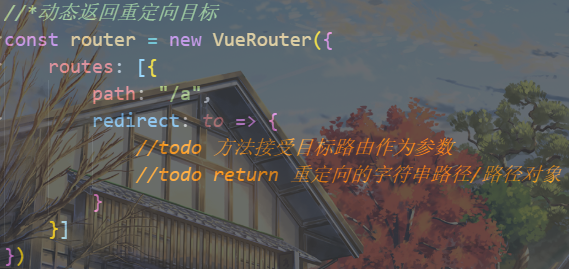 //*动态返回重定向目标
const router = new VueRouter({
routes: [{
path: "/a",
redirect: to => {
//todo 方法接受目标路由作为参数
//todo return 重定向的字符串路径/路径对象
}
}]
})